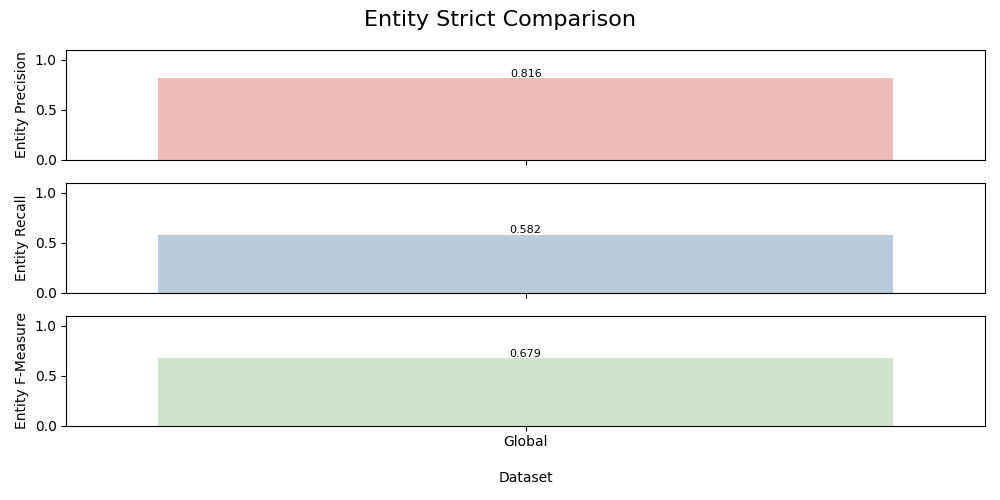 Entity Strict Comparison
Entity Precision
1.0
0.5
0.0
0.816
Entity Recall
1.0
0.5
0.0
0.582
Entity F-Measure
1.0
0.5
0.0
0.679
Global
Dataset